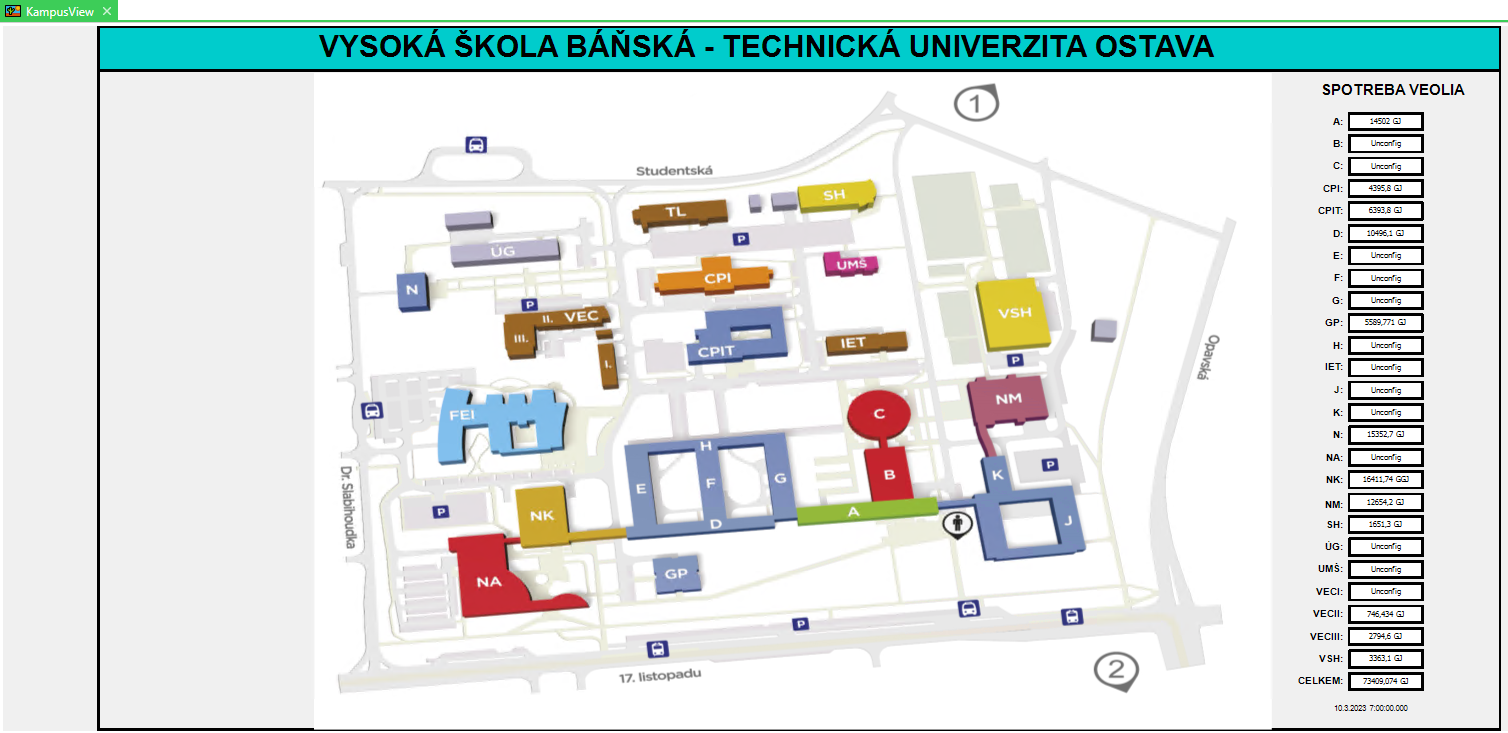 KampusView
VYSOKÁ ŠKOLA BÁŇSKÁ - TECHNICKÁ UNIVERZITA OSTAVA
1
Studentská
TL
SH
P
ÚG
CPI
UMŠ
N
P
II. VEC
III.
I.
CPIT
IET
VSH
P
Opavská
FEI
C
NM
H
E
F
G
B
K
P
P
NK
D
A
J
Dr. Slabihoudka
NA
GP
P
17. listopadu
2
SPOTREBA VEOLIA
A: 14502 GJ
B: Unconfig
C: Unconfig
CPI: 4395,8 GJ
CPIT: 6393,8 GJ
D: 10496,1 GJ
E: Unconfig
F: Unconfig
G: Unconfig
GP: 5589,771 GJ
H: Unconfig
IET: Unconfig
J: Unconfig
K: Unconfig
N: 15352,7 GJ
NA: Unconfig
NK: 16411,74 GGJ
NM: 12654,2 GJ
SH: 1651,3 GJ
ÚG: Unconfig
UMŠ: Unconfig
VECI: Unconfig
VECII: 746,434 GJ
VECIII: 2794,6 GJ
VSH: 3363,1 GJ
CELKEM: 73409,074 GJ
10.3.2023 7:00:00.000